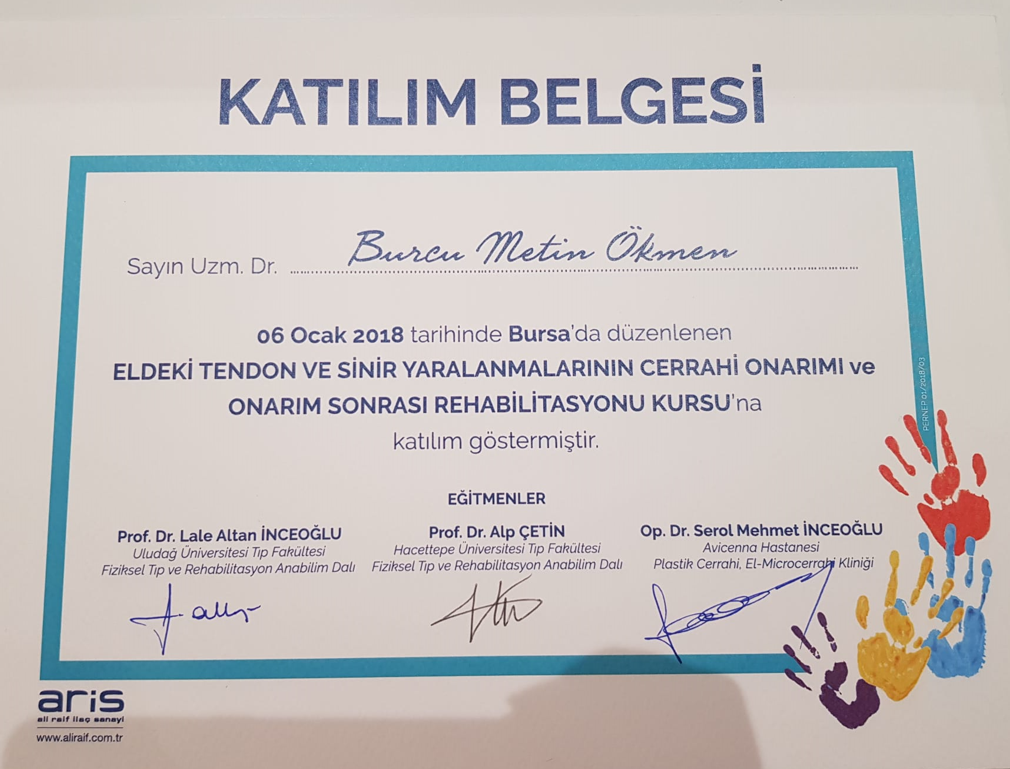 KATILIM BELGESİ
Sayın Uzm. Dr. Burcu Metin Ökmen
06 Ocak 2018 tarihinde Bursa'da düzenlenen
ELDEKİ TENDON VE SİNİR YARALANMALARININ CERRAHİ ONARIMI ve
ONARIM SONRASI REHABİLİTASYONU KURSU'na
katılım göstermiştir.
PERNEP 01/2018/03
EĞİTMENLER
Prof. Dr. Lale Altan İNCEOĞLU
Uludağ Üniversitesi Tıp Fakültesi
Fiziksel Tıp ve Rehabilitasyon Anabilim Dalı
Prof. Dr. Alp ÇETİN
Hacettepe Üniversitesi Tıp Fakültesi
Fiziksel Tıp ve Rehabilitasyon Anabilim Dalı
Op. Dr. Serol Mehmet İNCEOĞLU
Avicenna Hastanesi
Plastik Cerrahi, El-Microcerrahi Kliniği
aris
ali raif ilaç sanayi
www.aliraif.com.tr